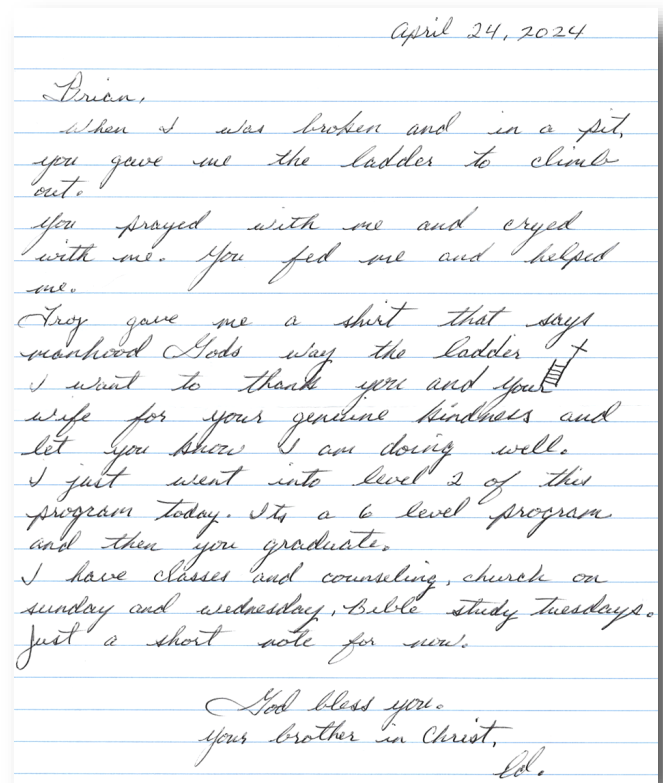 April 24, 2024
Brian,
When I was broken and in a pit,
you gave me the ladder to climb
out.
You prayed with me and cryed
with me. You fed me and helped
me.
Troy gave me a shirt that says
manhood Gods way the ladder
I want to thank you and your
wife for your genuine kindness and
let you know I am doing well.
I just went into level 2 of this
program today. Its a 6 level program
and then you graduate.
I have classes and counseling, church on
sunday and wednesday, Bible study tuesdays.
Just a short note for now.
God bless you.
Your brother in Christ,
Ed.